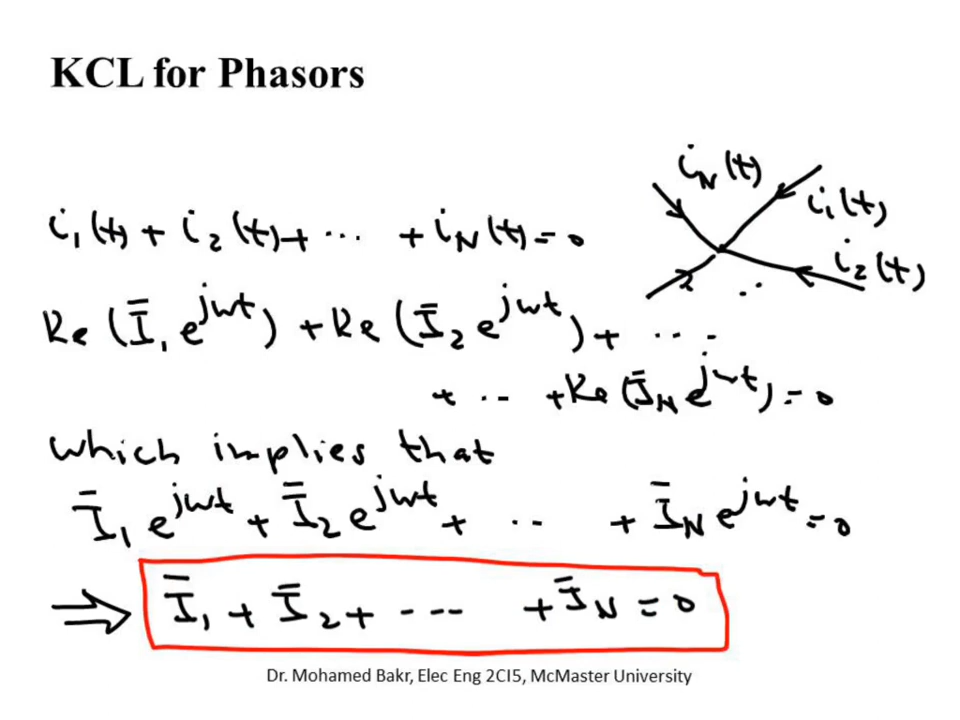 KCL for Phasors
i_N(t)
i_1(t)
i_1(t) + i_2(t) + ... + i_N(t) = 0
i_2(t)
Re(Ī_1 e^{jωt}) + Re(Ī_2 e^{jωt}) + ...
+ ... + Re(Ī_N e^{jωt}) = 0
which implies that
Ī_1 e^{jωt} + Ī_2 e^{jωt} + ... + Ī_N e^{jωt} = 0
⇒ Ī_1 + Ī_2 + ---- + Ī_N = 0
Dr. Mohamed Bakr, Elec Eng 2CI5, McMaster University